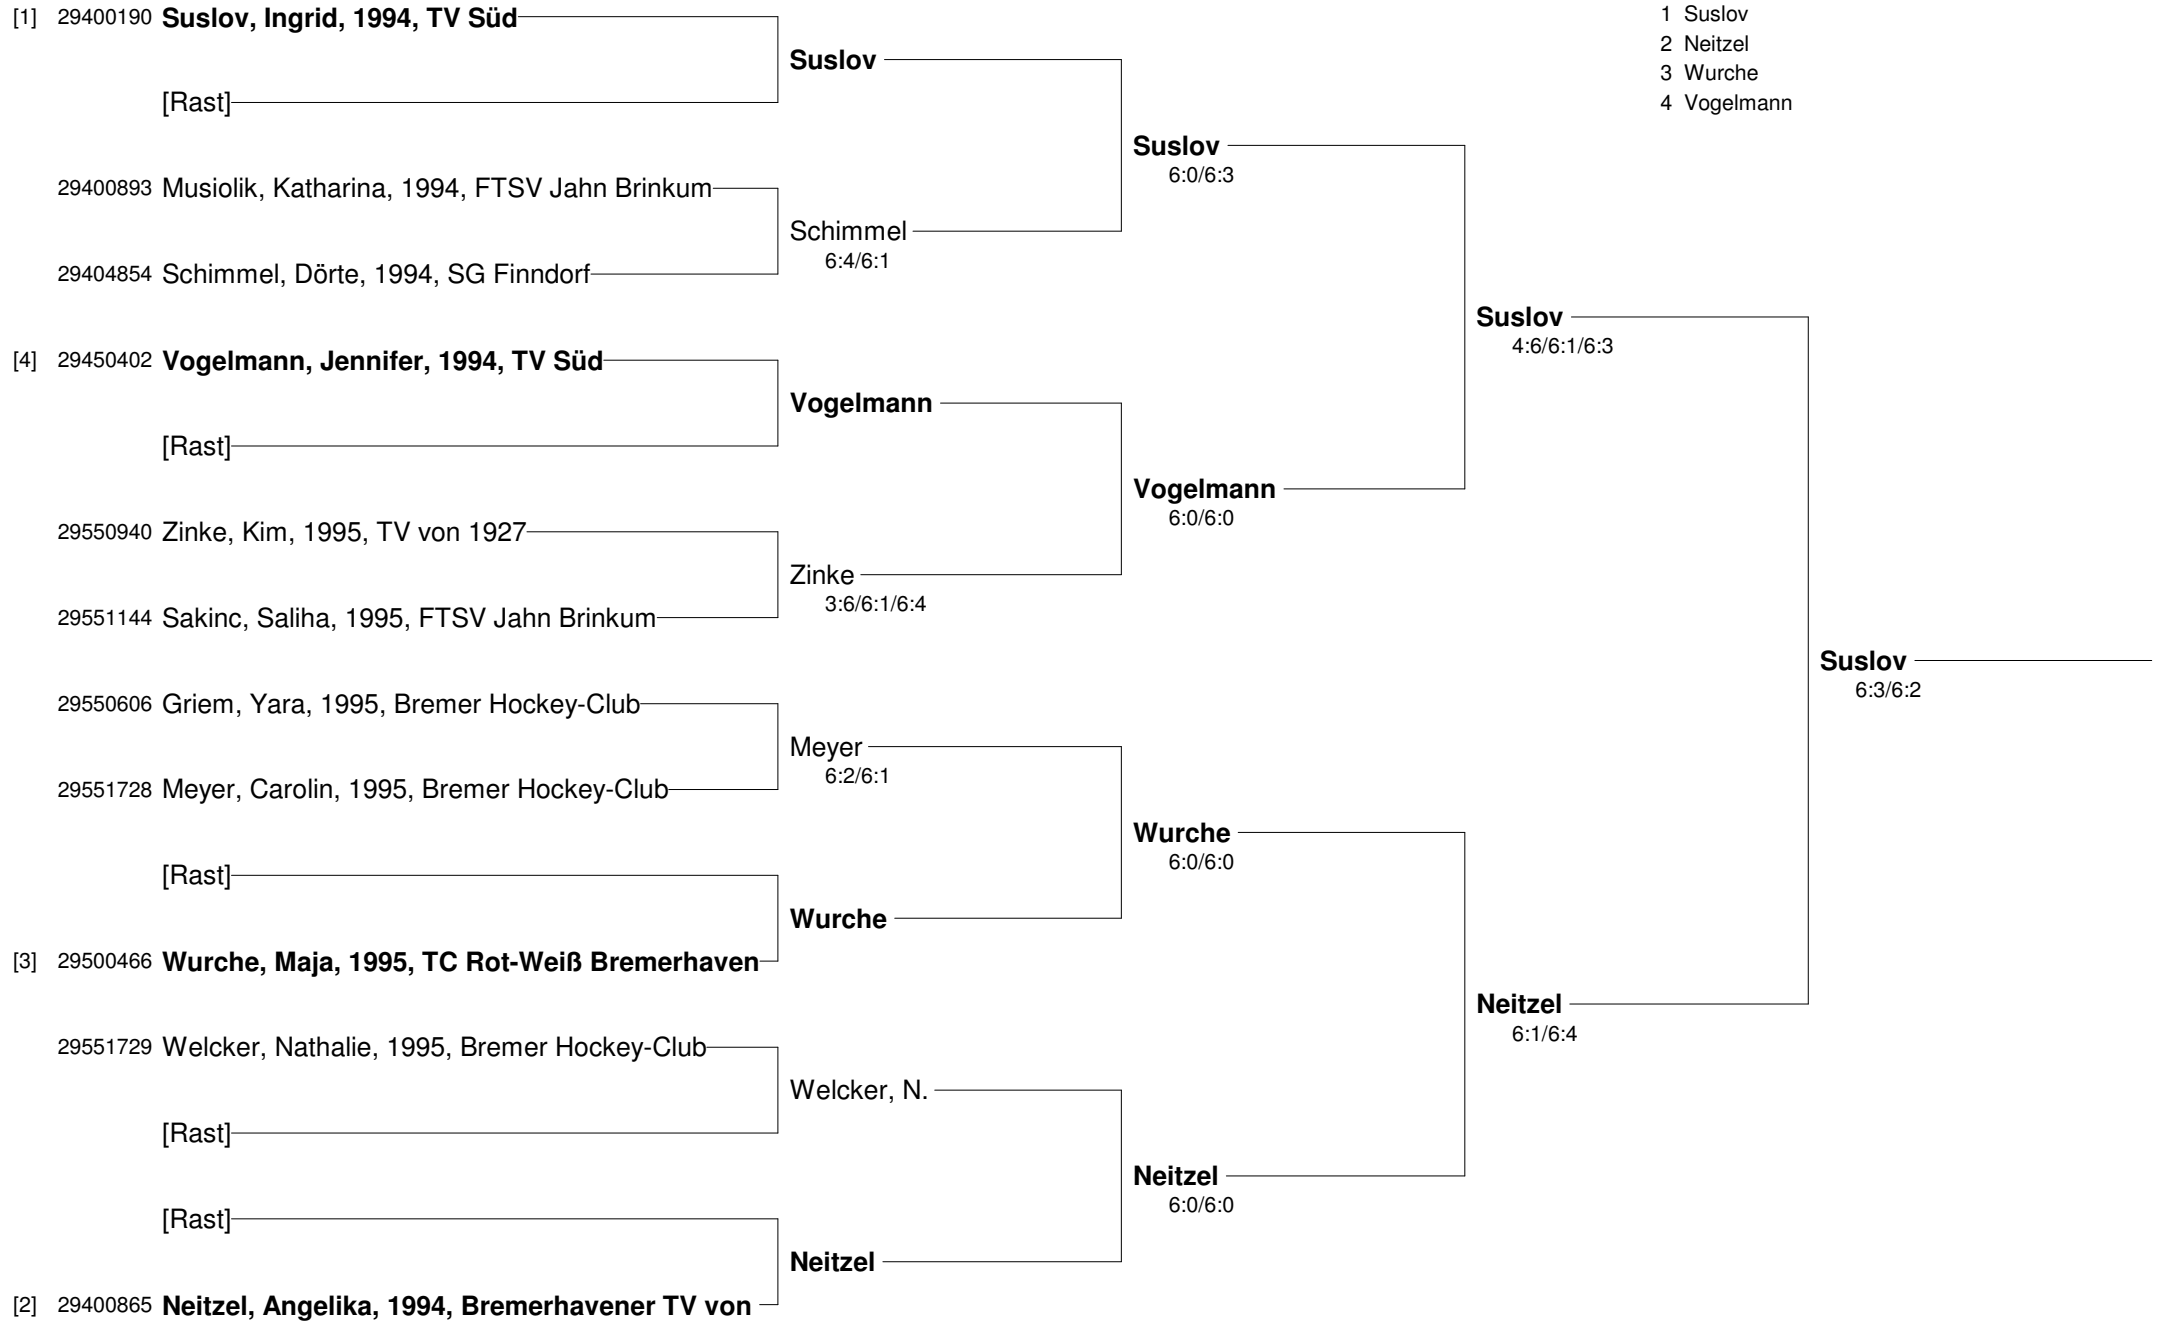 [1] 29400190 Suslov, Ingrid, 1994, TV Süd
Suslov
[Rast]
Suslov
6:0/6:3
29400893 Musiolik, Katharina, 1994, FTSV Jahn Brinkum
Schimmel
6:4/6:1
29404854 Schimmel, Dörte, 1994, SG Finndorf
Suslov
4:6/6:1/6:3
[4] 29450402 Vogelmann, Jennifer, 1994, TV Süd
Vogelmann
[Rast]
Vogelmann
6:0/6:0
29550940 Zinke, Kim, 1995, TV von 1927
Zinke
3:6/6:1/6:4
29551144 Sakinc, Saliha, 1995, FTSV Jahn Brinkum
Suslov
6:3/6:2
29550606 Griem, Yara, 1995, Bremer Hockey-Club
Meyer
6:2/6:1
29551728 Meyer, Carolin, 1995, Bremer Hockey-Club
Wurche
6:0/6:0
[Rast]
Wurche
[3] 29500466 Wurche, Maja, 1995, TC Rot-Weiß Bremerhaven
Neitzel
6:1/6:4
29551729 Welcker, Nathalie, 1995, Bremer Hockey-Club
Welcker, N.
[Rast]
Neitzel
6:0/6:0
[Rast]
Neitzel
[2] 29400865 Neitzel, Angelika, 1994, Bremerhavener TV von
1 Suslov
2 Neitzel
3 Wurche
4 Vogelmann